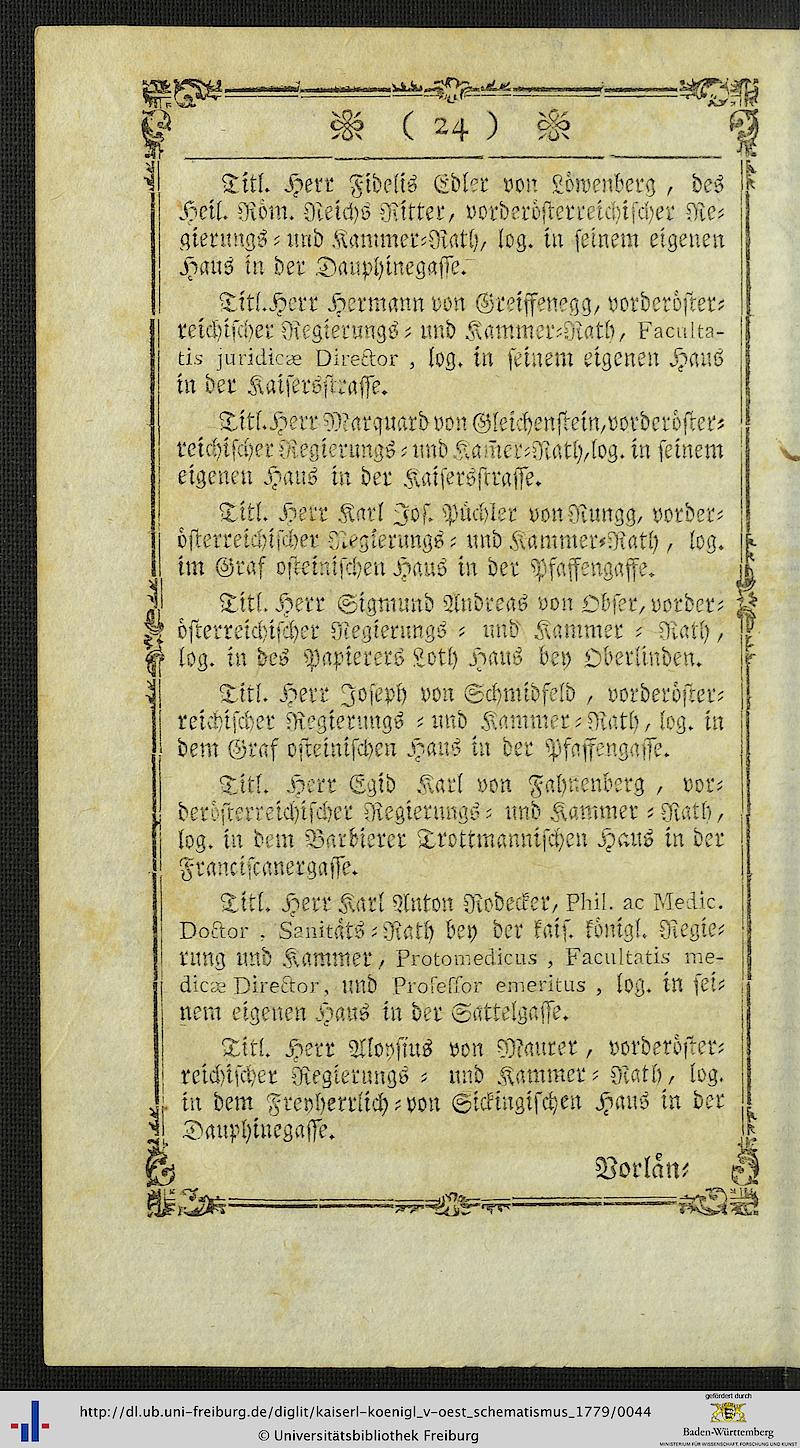 ( 24 )
Titl. Herr Fidelis Edler von Löwenberg, des
Heil. Röm. Reichs Ritter, vorderösterreichischer Re⸗
gierungs⸗ und Kammer⸗Rath, log. in seinem eigenen
Haus in der Dauphinegasse.
Titl. Herr Hermann von Greiffenegg, vorderöster⸗
reichischer Regierungs⸗ und Kammer⸗Rath, Faculta-
tis juridicæ Director, log. in seinem eigenen Haus
in der Kaisersstrasse.
Titl. Herr Marquard von Gleichenstein, vorderöster⸗
reichischer Regierungs⸗ und Kam̄er⸗Rath, log. in seinem
eigenen Haus in der Kaisersstrasse.
Titl. Herr Karl Jos. Püchler von Rungg, vorder⸗
österreichischer Regierungs⸗ und Kammer⸗Rath, log.
im Graf osteinischen Haus in der Pfaffengasse.
Titl. Herr Sigmund Andreas von Obser, vorder⸗
österreichischer Regierungs ⸗ und Kammer ⸗ Rath,
log. in des Papierers Loth Haus bey Oberlinden.
Titl. Herr Joseph von Schmidfeld, vorderöster⸗
reichischer Regierungs ⸗ und Kammer⸗Rath, log. in
dem Graf osteinischen Haus in der Pfaffengasse.
Titl. Herr Egid Karl von Fahnenberg, vor⸗
derösterreichischer Regierungs⸗ und Kammer ⸗Rath,
log. in dem Barbierer Trottmannischen Haus in der
Franciscanergasse.
Titl. Herr Karl Anton Rodecker, Phil. ac Medic.
Doctor, Sanitäts⸗Rath bey der kais. königl. Regie⸗
rung und Kammer, Protomedicus, Facultatis me-
dicæ Director, und Professor emeritus, log. in sei⸗
nem eigenen Haus in der Sattelgasse.
Titl. Herr Aloysius von Maurer, vorderöster⸗
reichischer Regierungs ⸗ und Kammer⸗ Rath, log.
in dem Freyherrlich⸗von Sickingischen Haus in der
Dauphinegasse.
Vorlän⸗
http://dl.ub.uni-freiburg.de/diglit/kaiserl-koenigl_v-oest_schematismus_1779/0044
© Universitätsbibliothek Freiburg
gefördert durch
Baden-Württemberg
MINISTERIUM FÜR WISSENSCHAFT, FORSCHUNG UND KUNST